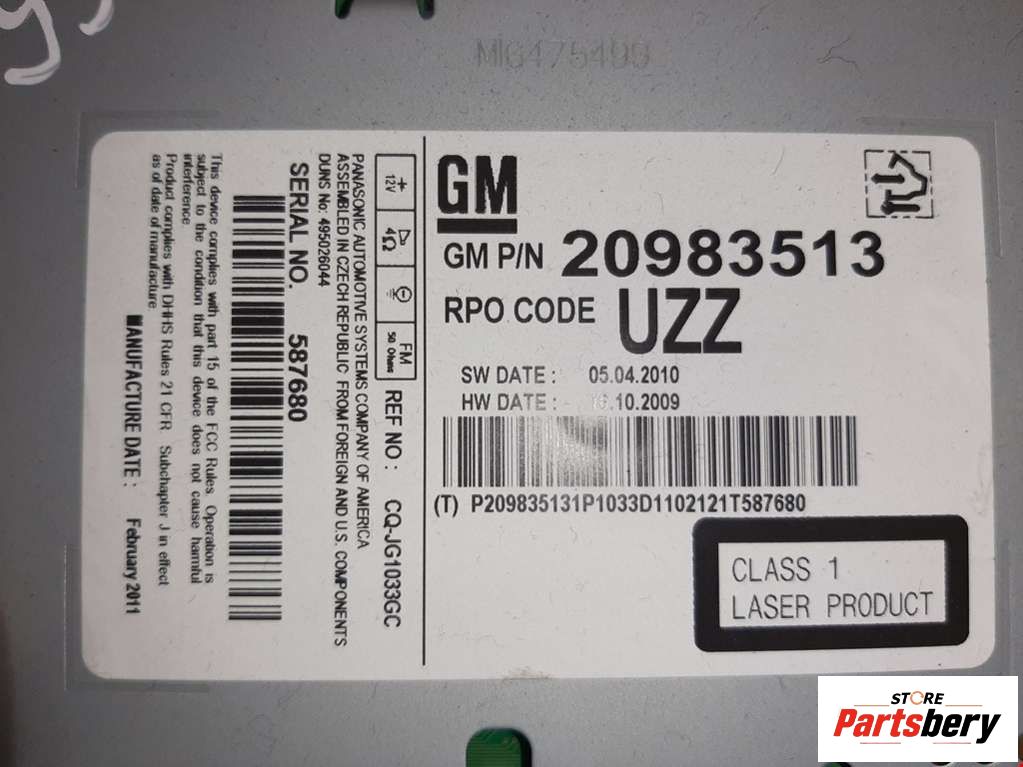 GM
GM P/N 20983513
RPO CODE UZZ
SW DATE : 05.04.2010
HW DATE : .10.2009
(T) P209835131P1033D1102121T587680
CLASS 1
LASER PRODUCT
+ 12V
4Ω
FM 50 Ohms
REF NO : CQ-JG1033GC
PANASONIC AUTOMOTIVE SYSTEMS COMPANY OF AMERICA
ASSEMBLED IN CZECH REPUBLIC FROM FOREIGN AND U.S. COMPONENTS
DUNS No: 495026044
SERIAL NO. 587680
This device complies with part 15 of the FCC Rules. Operation is
subject to the condition that this device does not cause harmful
interference
Product complies with DHHS Rules 21 CFR Subchapter J in effect
as of date of manufacture
MANUFACTURE DATE : February 2011
STORE
Partsbery